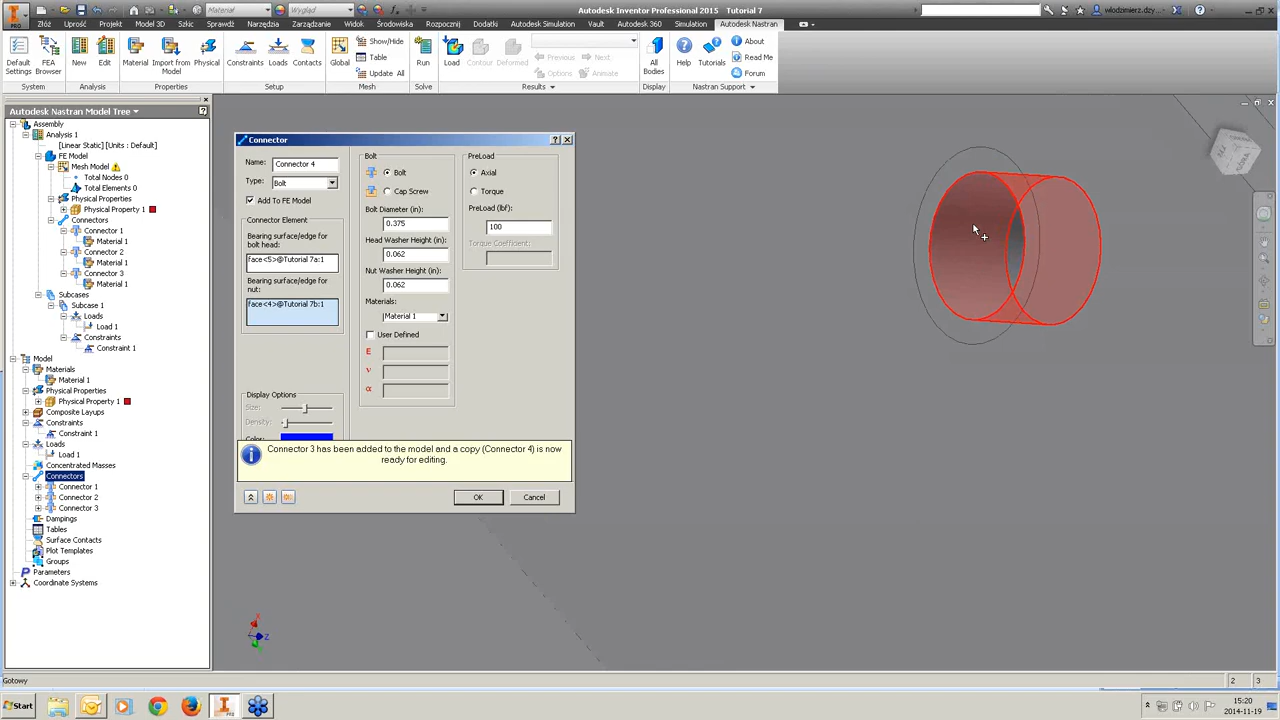 Materiał
Wygląd
Autodesk Inventor Professional 2015   Tutorial 7
włodzimierz.dzy...
Złóż Uprość Projekt Model 3D Szkic Sprawdź Narzędzia Zarządzanie Widok Środowiska Rozpocznij Dodatki Autodesk Simulation Vault Autodesk 360 Simulation Autodesk Nastran
Default Settings
FEA Browser
New
Edit
Material
Import from Model
Physical
Constraints
Loads
Contacts
Global
Show/Hide
Table
Update All
Run
Load
Contour
Deformed
Previous
Next
Options
Animate
All Bodies
Help
Tutorials
About
Read Me
Forum
System Analysis Properties Setup Mesh Solve Results Display Nastran Support
Autodesk Nastran Model Tree
Assembly
Analysis 1
[Linear Static] [Units : Default]
FE Model
Mesh Model
Total Nodes 0
Total Elements 0
Physical Properties
Physical Property 1
Connectors
Connector 1
Material 1
Connector 2
Material 1
Connector 3
Material 1
Subcases
Subcase 1
Loads
Load 1
Constraints
Constraint 1
Model
Materials
Material 1
Physical Properties
Physical Property 1
Composite Layups
Constraints
Constraint 1
Loads
Load 1
Concentrated Masses
Connectors
Connector 1
Connector 2
Connector 3
Dampings
Tables
Surface Contacts
Plot Templates
Groups
Parameters
Coordinate Systems
Connector
Name: Connector 4
Type: Bolt
Add To FE Model
Connector Element
Bearing surface/edge for bolt head:
face<5>@Tutorial 7a:1
Bearing surface/edge for nut:
face<4>@Tutorial 7b:1
Display Options
Size:
Density:
Color:
Bolt
Bolt
Cap Screw
Bolt Diameter (in):
0.375
Head Washer Height (in):
0.062
Nut Washer Height (in):
0.062
Materials:
Material 1
User Defined
E
ν
α
PreLoad
Axial
Torque
PreLoad (lbf):
100
Torque Coefficient:
Connector 3 has been added to the model and a copy (Connector 4) is now
ready for editing.
OK Cancel
X
Z
Y
Gotowy
2 3
Start
15:20
2014-11-19